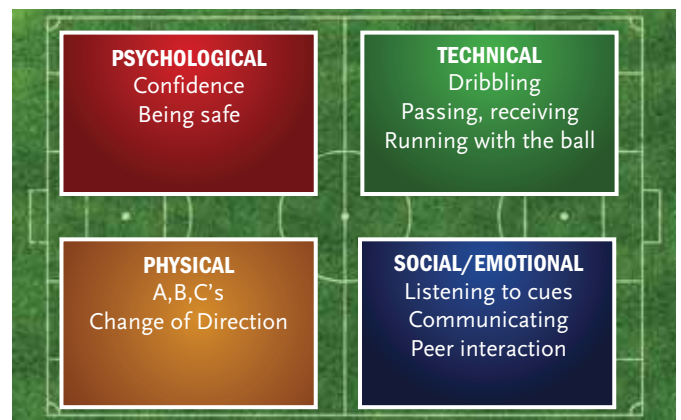 PSYCHOLOGICAL
Confidence
Being safe
TECHNICAL
Dribbling
Passing, receiving
Running with the ball
PHYSICAL
A,B,C's
Change of Direction
SOCIAL/EMOTIONAL
Listening to cues
Communicating
Peer interaction